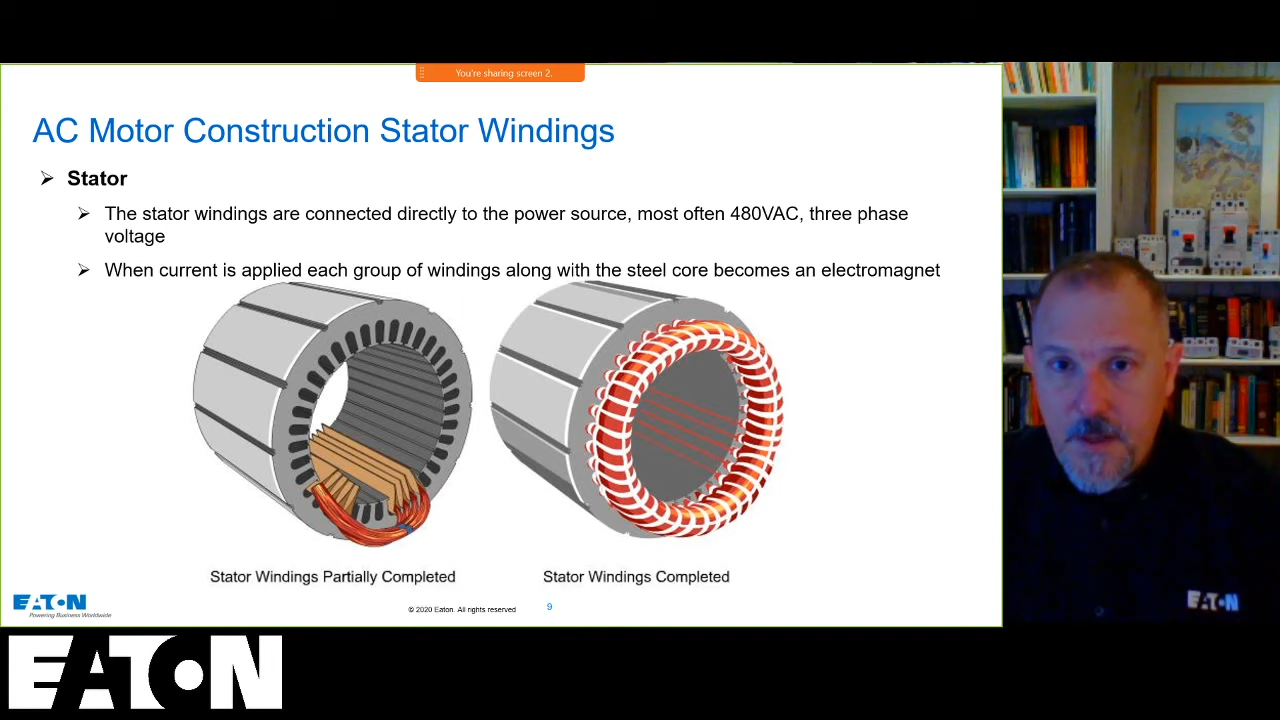 You're sharing screen 2.
AC Motor Construction Stator Windings
Stator
The stator windings are connected directly to the power source, most often 480VAC, three phase
voltage
When current is applied each group of windings along with the steel core becomes an electromagnet
Stator Windings Partially Completed
Stator Windings Completed
EATON
Powering Business Worldwide
© 2020 Eaton. All rights reserved
9
EATON
EATON